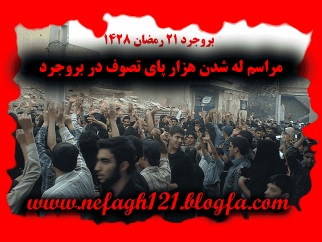 بروجرد ۲۱ رمضان ۱۴۲۸
مراسم له شدن هزار پای تصوف در بروجرد
www.nefagh121.blogfa.com